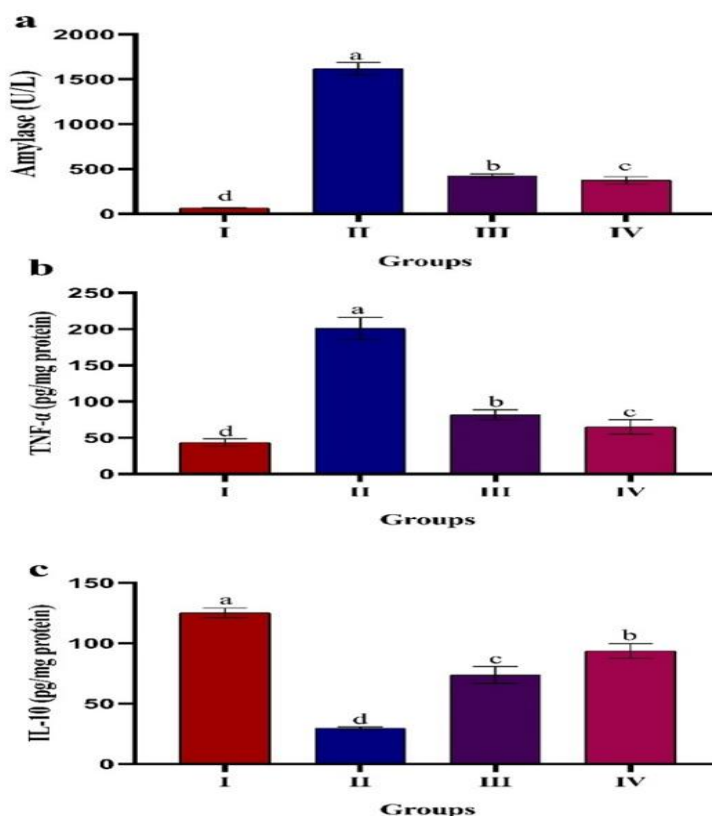 a
Amylase (U/L)
2000
1500
1000
500
0
d
a
b
c
I II III IV
Groups
b
TNF-α (pg/mg protein)
250
200
150
100
50
0
d
a
b
c
I II III IV
Groups
c
IL-10 (pg/mg protein)
150
100
50
0
a
d
c
b
I II III IV
Groups